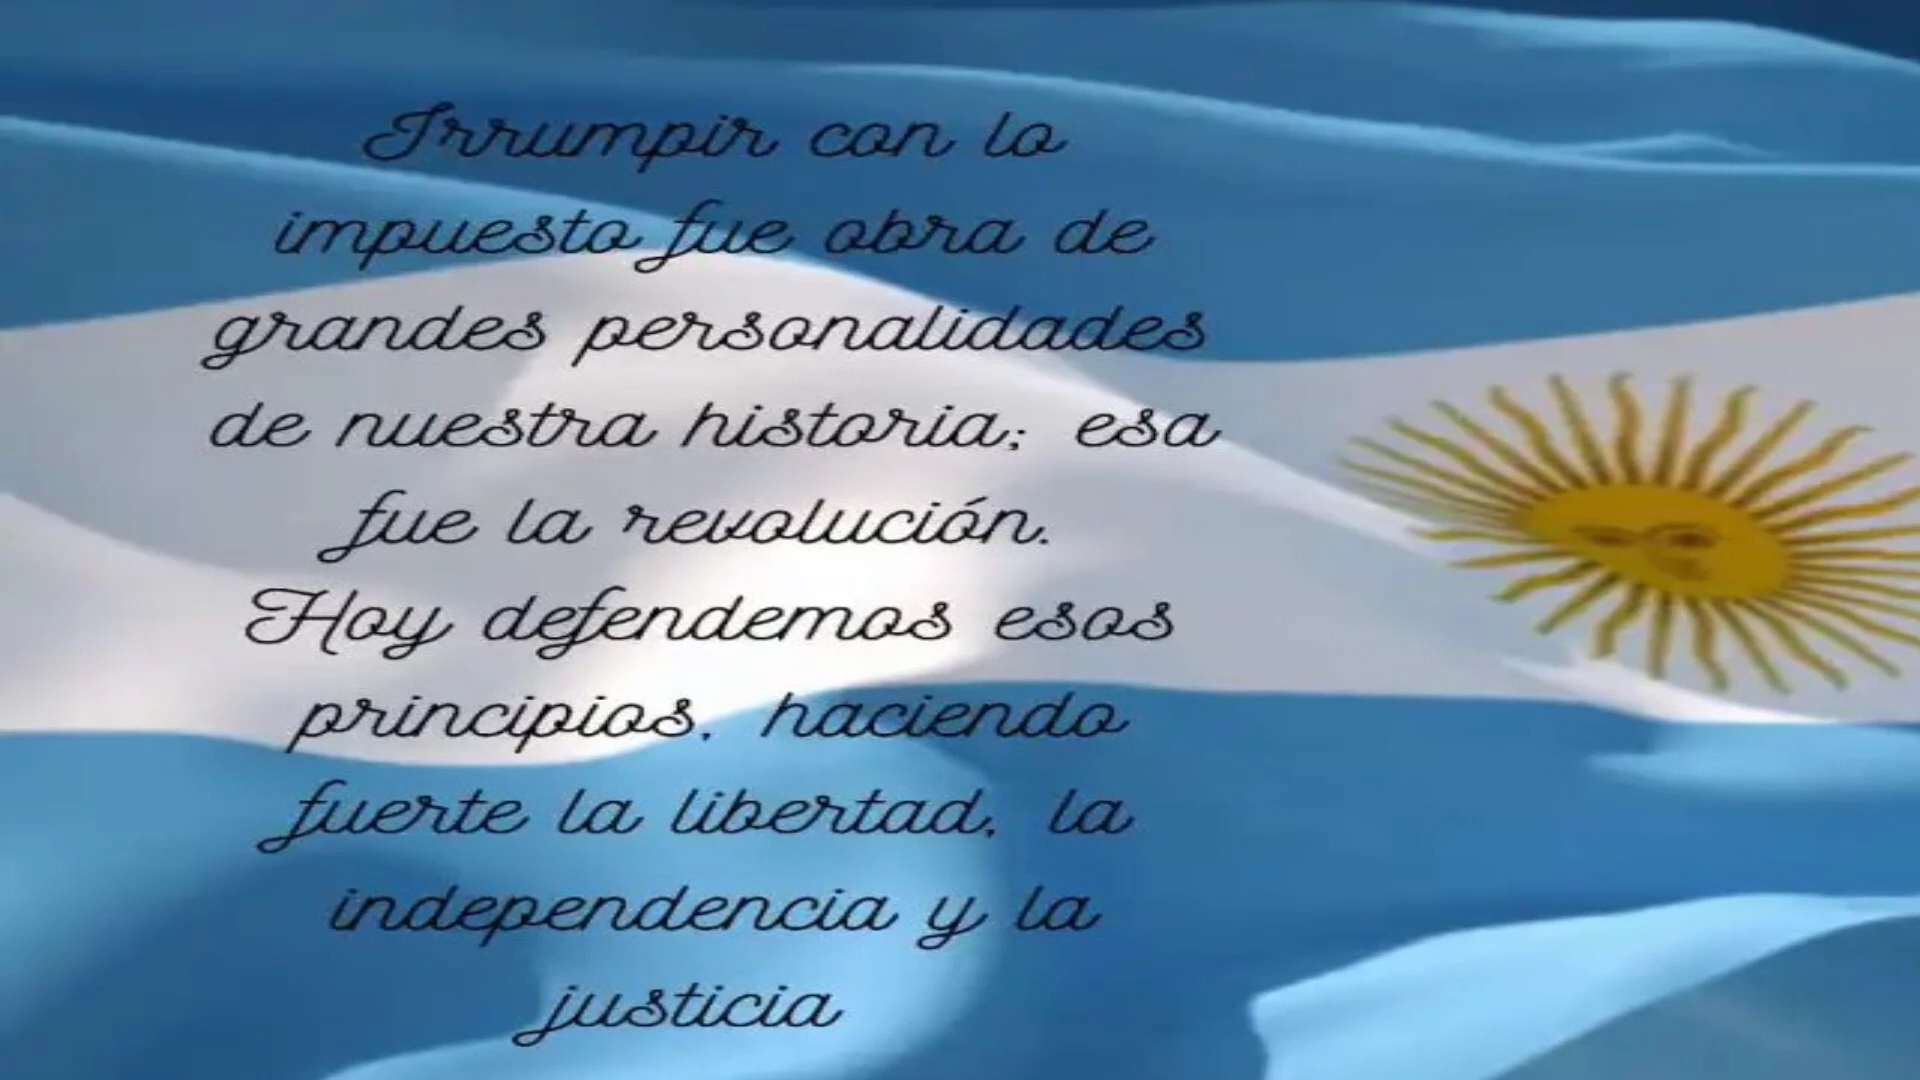 Irrumpir con lo
impuesto fue obra de
grandes personalidades
de nuestra historia; esa
fue la revolución.
Hoy defendemos esos
principios, haciendo
fuerte la libertad, la
independencia y la
justicia